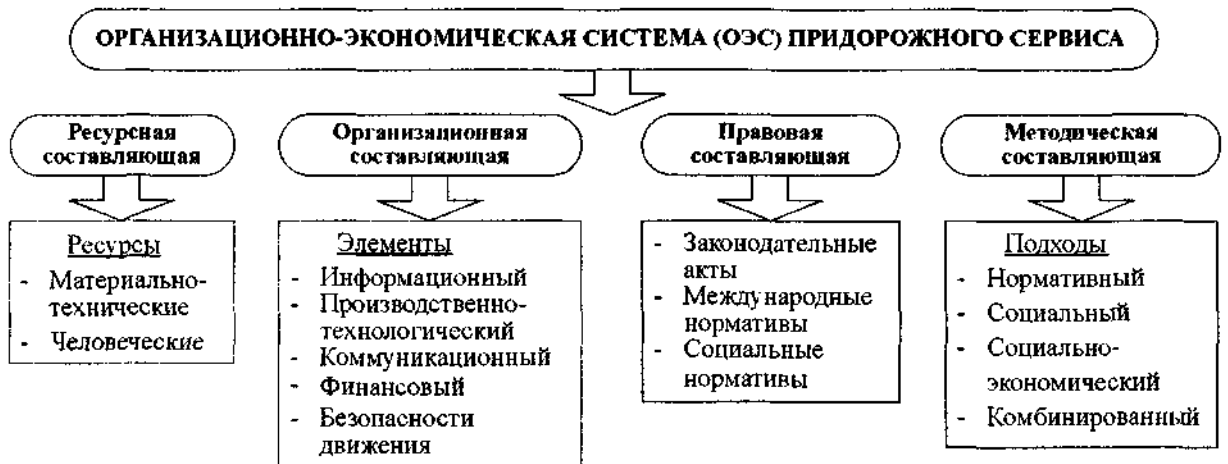 ОРГАНИЗАЦИОННО-ЭКОНОМИЧЕСКАЯ СИСТЕМА (ОЭС) ПРИДОРОЖНОГО СЕРВИСА
Ресурсная
составляющая
Ресурсы
- Материально-
технические
- Человеческие
Организационная
составляющая
Элементы
- Информационный
- Производственно-
технологический
- Коммуникационный
- Финансовый
- Безопасности
движения
Правовая
составляющая
- Законодательные
акты
- Международные
нормативы
- Социальные
нормативы
Методическая
составляющая
Подходы
- Нормативный
- Социальный
- Социально-
экономический
- Комбинированный